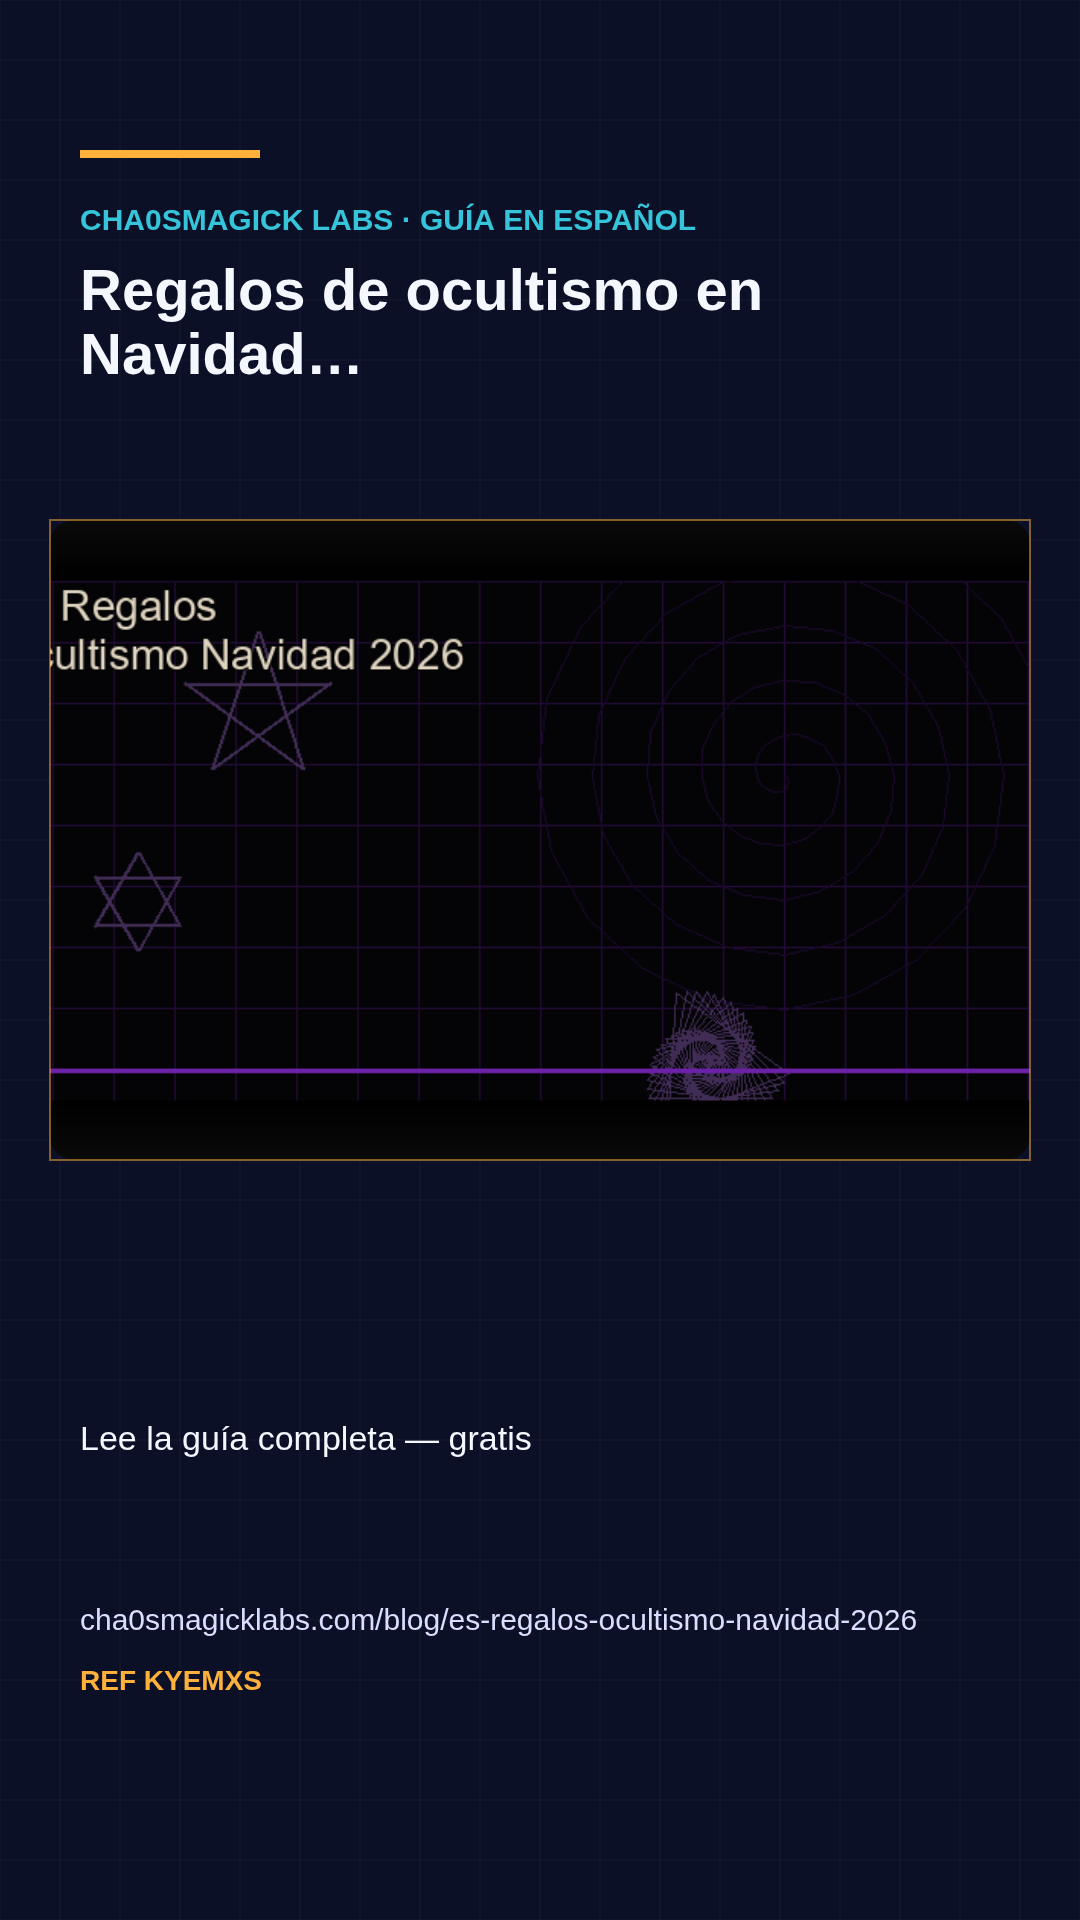 CHA0SMAGICK LABS · GUÍA EN ESPAÑOL
Regalos de ocultismo en
Navidad…
Regalos
cultismo Navidad 2026
Lee la guía completa — gratis
cha0smagicklabs.com/blog/es-regalos-ocultismo-navidad-2026
REF KYEMXS